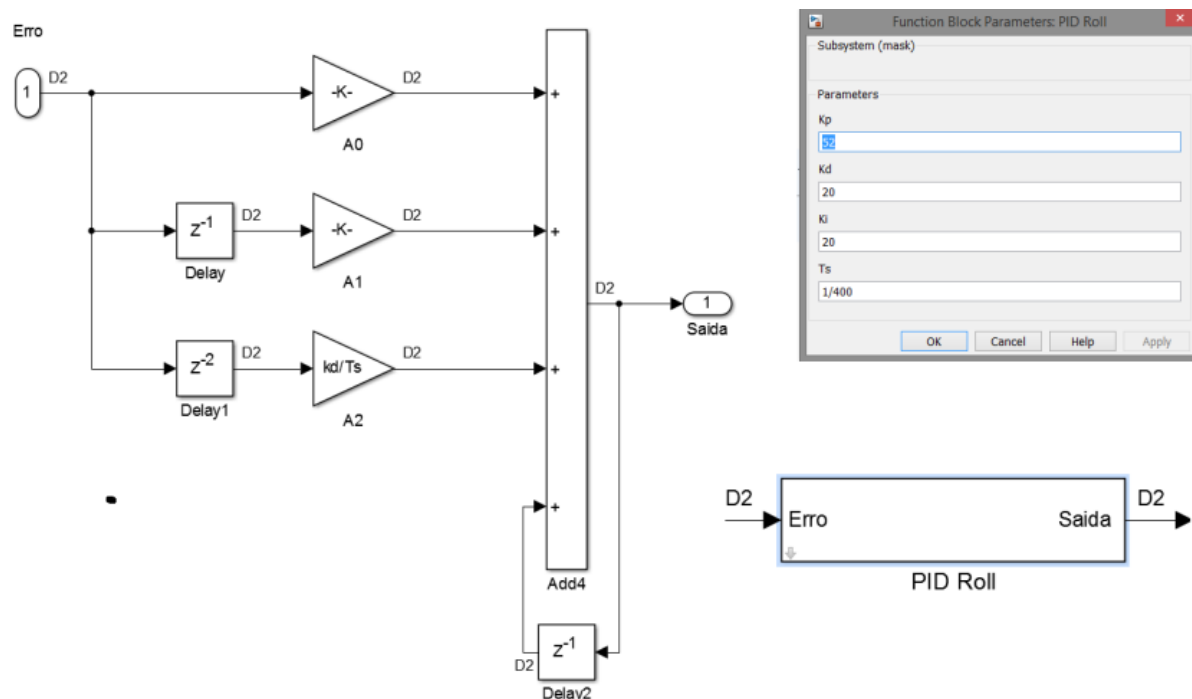 Erro
1
D2
-K-
D2
A0
z-1
D2
-K-
D2
Delay
A1
z-2
D2
kd/Ts
D2
Delay1
A2
+
+
+
+
D2
1
Saida
Add4
z-1
D2
Delay2
Function Block Parameters: PID Roll
Subsystem (mask)
Parameters
Kp
52
Kd
20
Ki
20
Ts
1/400
OK Cancel Help Apply
D2
Erro
Saida
D2
PID Roll